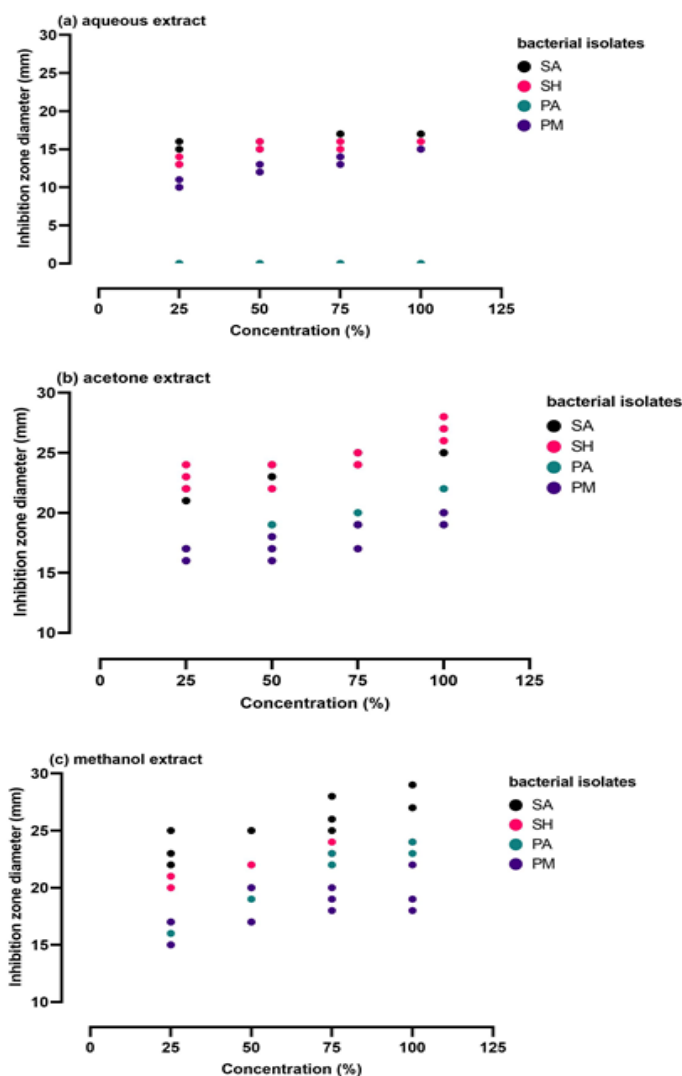 (a) aqueous extract
Inhibition zone diameter (mm)
30
25
20
15
10
5
0
0 25 50 75 100 125
Concentration (%)
bacterial isolates
SA
SH
PA
PM
(b) acetone extract
Inhibition zone diameter (mm)
30
25
20
15
10
0 25 50 75 100 125
Concentration (%)
bacterial isolates
SA
SH
PA
PM
(c) methanol extract
Inhibition zone diameter (mm)
30
25
20
15
10
0 25 50 75 100 125
Concentration (%)
bacterial isolates
SA
SH
PA
PM